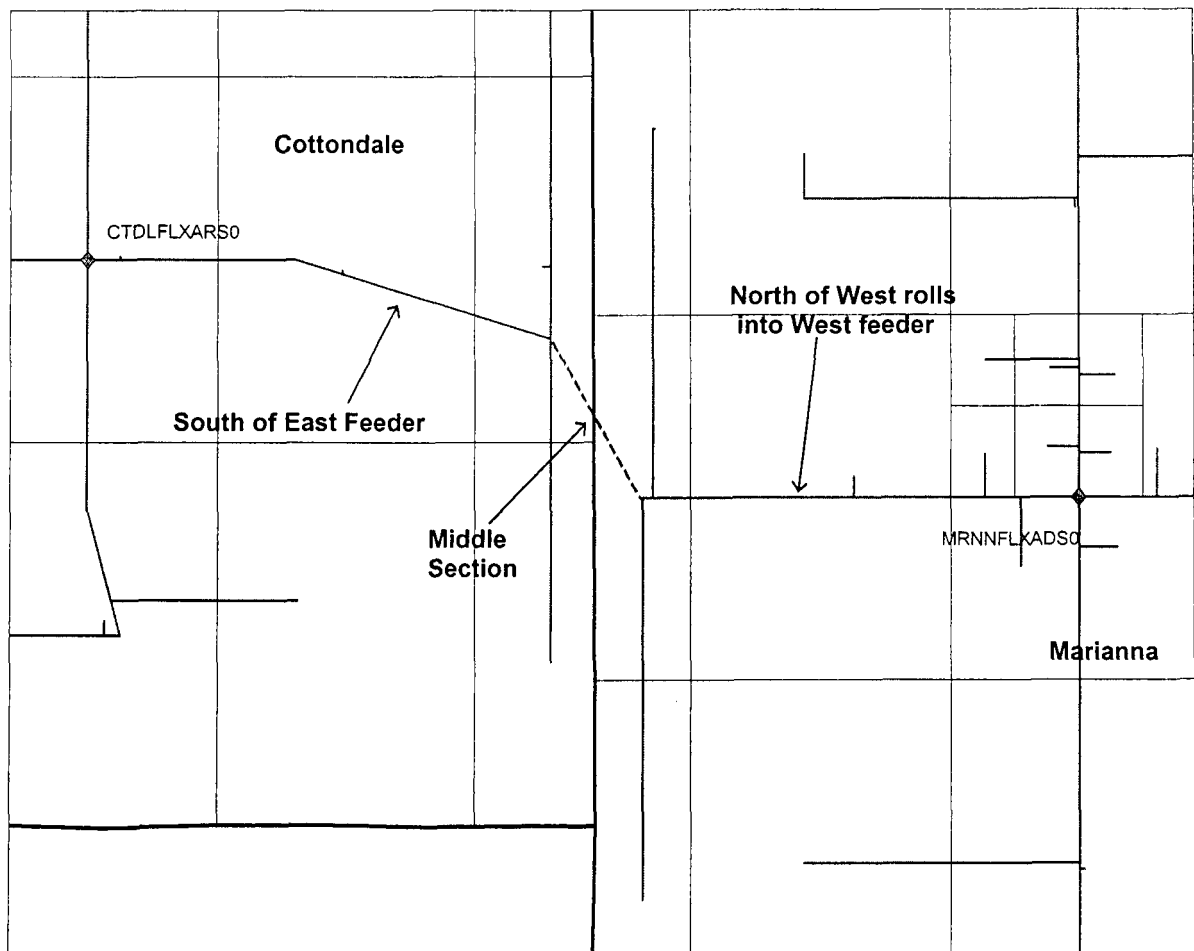 Cottondale
CTDLFLXARS0
North of West rolls
into West feeder
South of East Feeder
Middle
Section
MRNNFLXADS0
Marianna